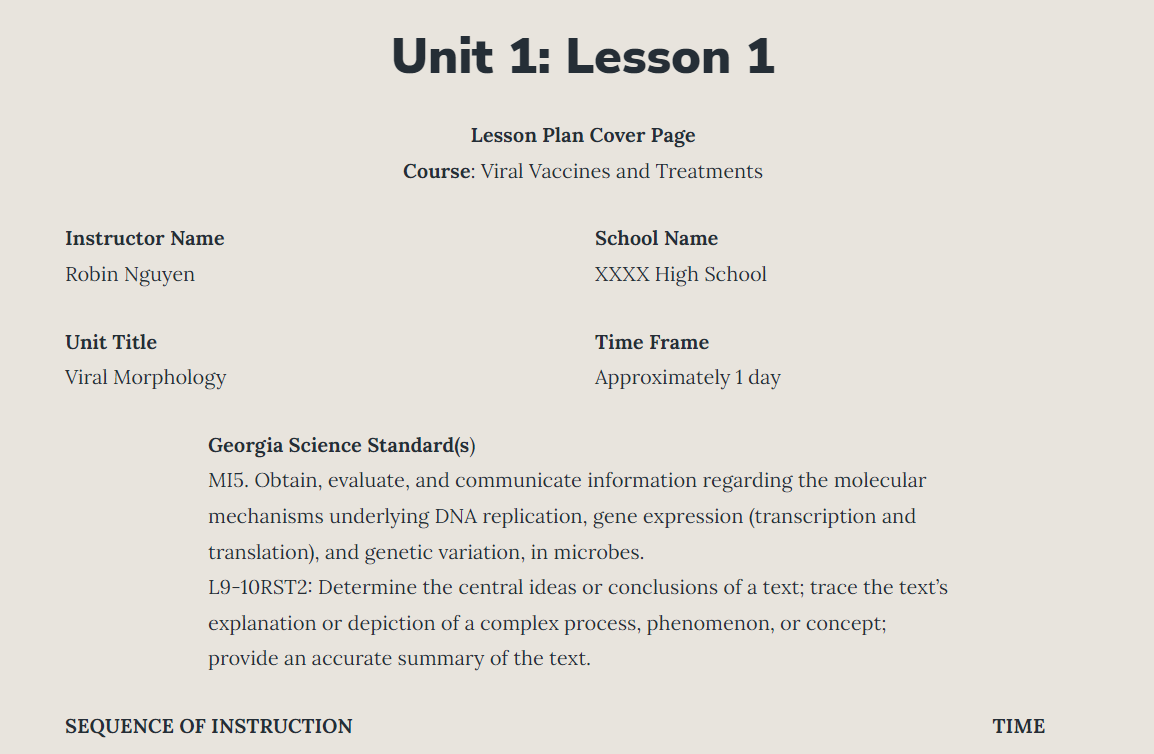 Unit 1: Lesson 1
Lesson Plan Cover Page
Course: Viral Vaccines and Treatments
Instructor Name
Robin Nguyen
School Name
XXXX High School
Unit Title
Viral Morphology
Time Frame
Approximately 1 day
Georgia Science Standard(s)
MI5. Obtain, evaluate, and communicate information regarding the molecular
mechanisms underlying DNA replication, gene expression (transcription and
translation), and genetic variation, in microbes.
L9-10RST2: Determine the central ideas or conclusions of a text; trace the text’s
explanation or depiction of a complex process, phenomenon, or concept;
provide an accurate summary of the text.
SEQUENCE OF INSTRUCTION
TIME